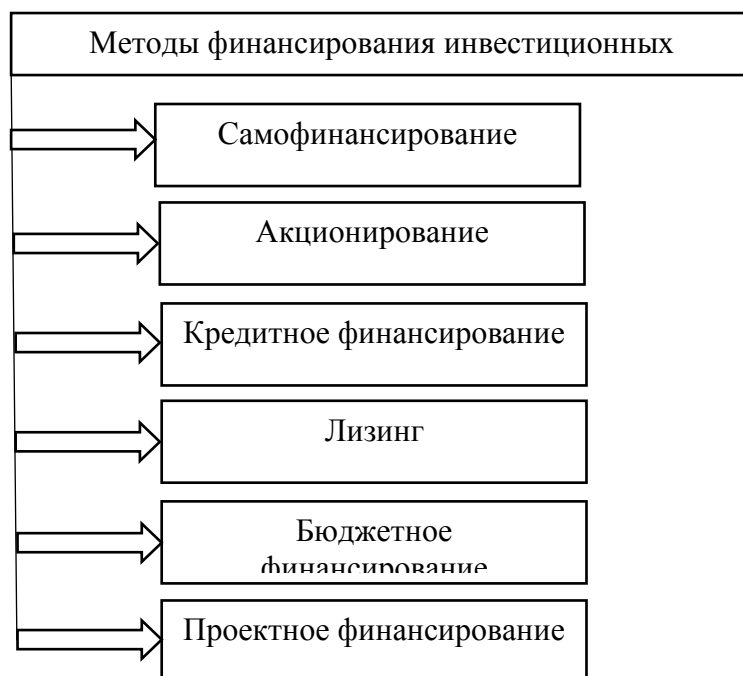 Методы финансирования инвестиционных
Самофинансирование
Акционирование
Кредитное финансирование
Лизинг
Бюджетное
финансирование
Проектное финансирование